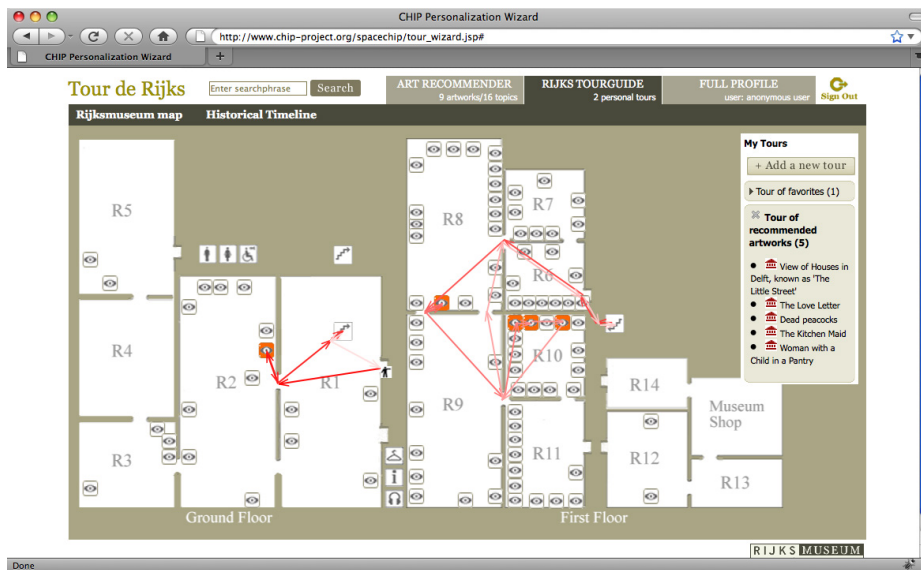 CHIP Personalization Wizard
http://www.chip-project.org/spacechip/tour_wizard.jsp#
CHIP Personalization Wizard
+
Tour de Rijks
Enter searchphrase
Search
ART RECOMMENDER
9 artworks/16 topics
RIJKS TOURGUIDE
2 personal tours
FULL PROFILE
user: anonymous user
Sign Out
Rijksmuseum map
Historical Timeline
My Tours
+ Add a new tour
Tour of favorites (1)
Tour of
recommended
artworks (5)
View of Houses in
Delft, known as 'The
Little Street'
The Love Letter
Dead peacocks
The Kitchen Maid
Woman with a
Child in a Pantry
R5
R4
R3
R2
R1
R8
R7
R6
R10
R9
R11
R14
R12
Museum
Shop
R13
i
Ground Floor
First Floor
RIJKS MUSEUM
Done